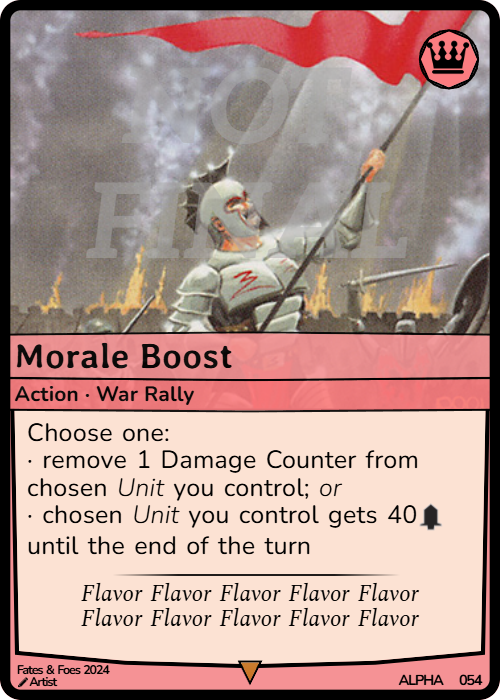 NOT
FINAL
Morale Boost
Action · War Rally
Choose one:
· remove 1 Damage Counter from
chosen Unit you control; or
· chosen Unit you control gets 40
until the end of the turn
Flavor Flavor Flavor Flavor Flavor
Flavor Flavor Flavor Flavor Flavor
Fates & Foes 2024
Artist
ALPHA 054